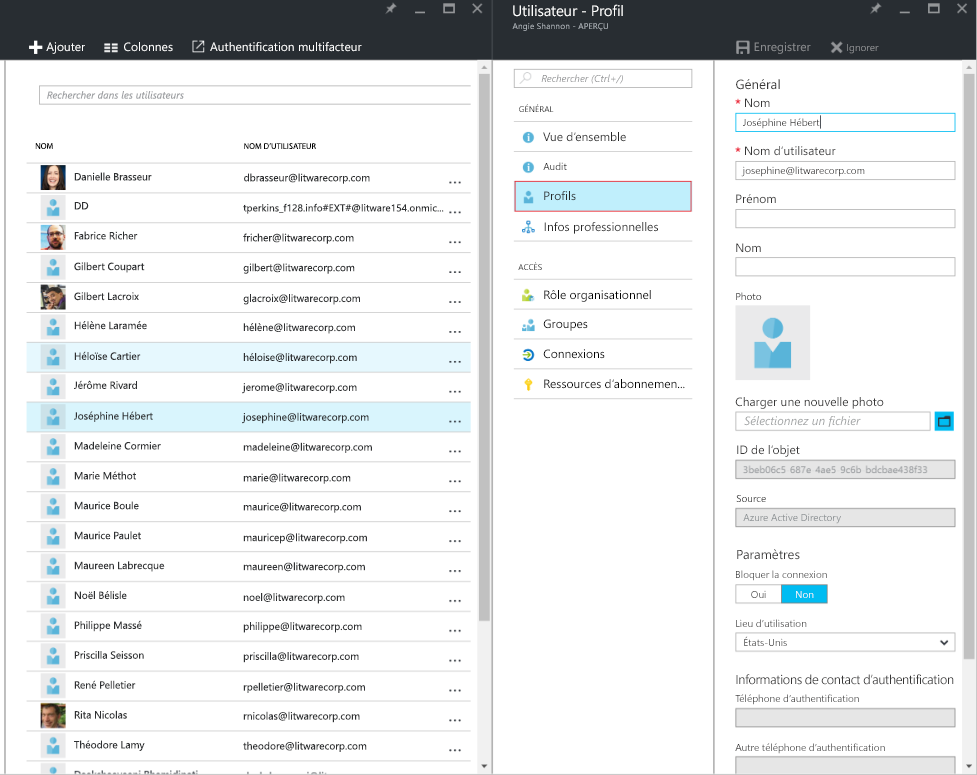 Ajouter Colonnes Authentification multifacteur
Rechercher dans les utilisateurs
NOM NOM D'UTILISATEUR
Danielle Brasseur dbrasseur@litwarecorp.com ...
DD tperkins_f128.info#EXT#@litware154.onmic... ...
Fabrice Richer fricher@litwarecorp.com ...
Gilbert Coupart gilbert@litwarecorp.com ...
Gilbert Lacroix glacroix@litwarecorp.com ...
Hélène Laramée hélène@litwarecorp.com ...
Héloïse Cartier héloise@litwarecorp.com ...
Jérôme Rivard jerome@litwarecorp.com ...
Joséphine Hébert josephine@litwarecorp.com ...
Madeleine Cormier madeleine@litwarecorp.com ...
Marie Méthot marie@litwarecorp.com ...
Maurice Boule maurice@litwarecorp.com ...
Maurice Paulet mauricep@litwarecorp.com ...
Maureen Labrecque maureen@litwarecorp.com ...
Noël Bélisle noel@litwarecorp.com ...
Philippe Massé philippe@litwarecorp.com ...
Priscilla Seisson priscilla@litwarecorp.com ...
René Pelletier rpelletier@litwarecorp.com ...
Rita Nicolas rnicolas@litwarecorp.com ...
Théodore Lamy theodore@litwarecorp.com ...
Utilisateur - Profil
Angie Shannon - APERÇU
Enregistrer Ignorer
Rechercher (Ctrl+/)
GÉNÉRAL
Vue d'ensemble
Audit
Profils
Infos professionnelles
ACCÈS
Rôle organisationnel
Groupes
Connexions
Ressources d'abonnemen...
Général
* Nom
Joséphine Hébert
* Nom d'utilisateur
josephine@litwarecorp.com
Prénom
Nom
Photo
Charger une nouvelle photo
Sélectionnez un fichier
ID de l'objet
3beb06c5 687e 4ae5 9c6b bdcbae438f33
Source
Azure Active Directory
Paramètres
Bloquer la connexion
Oui Non
Lieu d'utilisation
États-Unis
Informations de contact d'authentification
Téléphone d'authentification
Autre téléphone d'authentification